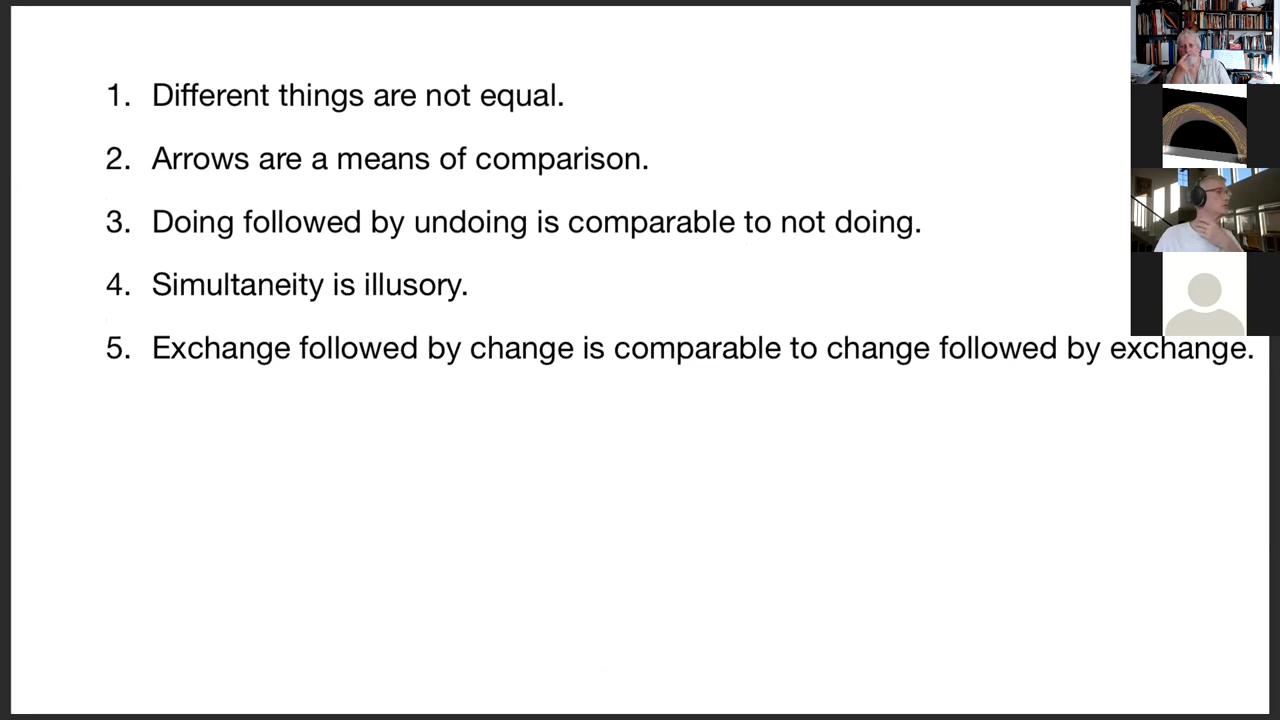 1. Different things are not equal.
2. Arrows are a means of comparison.
3. Doing followed by undoing is comparable to not doing.
4. Simultaneity is illusory.
5. Exchange followed by change is comparable to change followed by exchange.